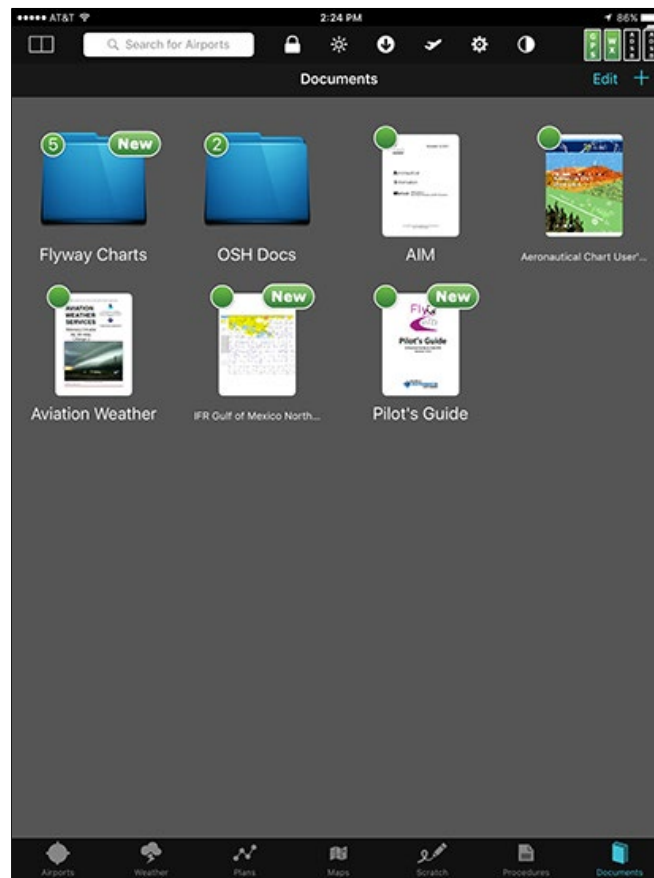 AT&T 2:24 PM 86%
Search for Airports
GPS WX
Documents Edit +
5 New 2
Flyway Charts OSH Docs AIM Aeronautical Chart User'...
AVIATION
WEATHER
SERVICES
New New
Pilot's Guide
Aviation Weather IFR Gulf of Mexico North... Pilot's Guide
Airports Weather Plans Maps Scratch Procedures Documents